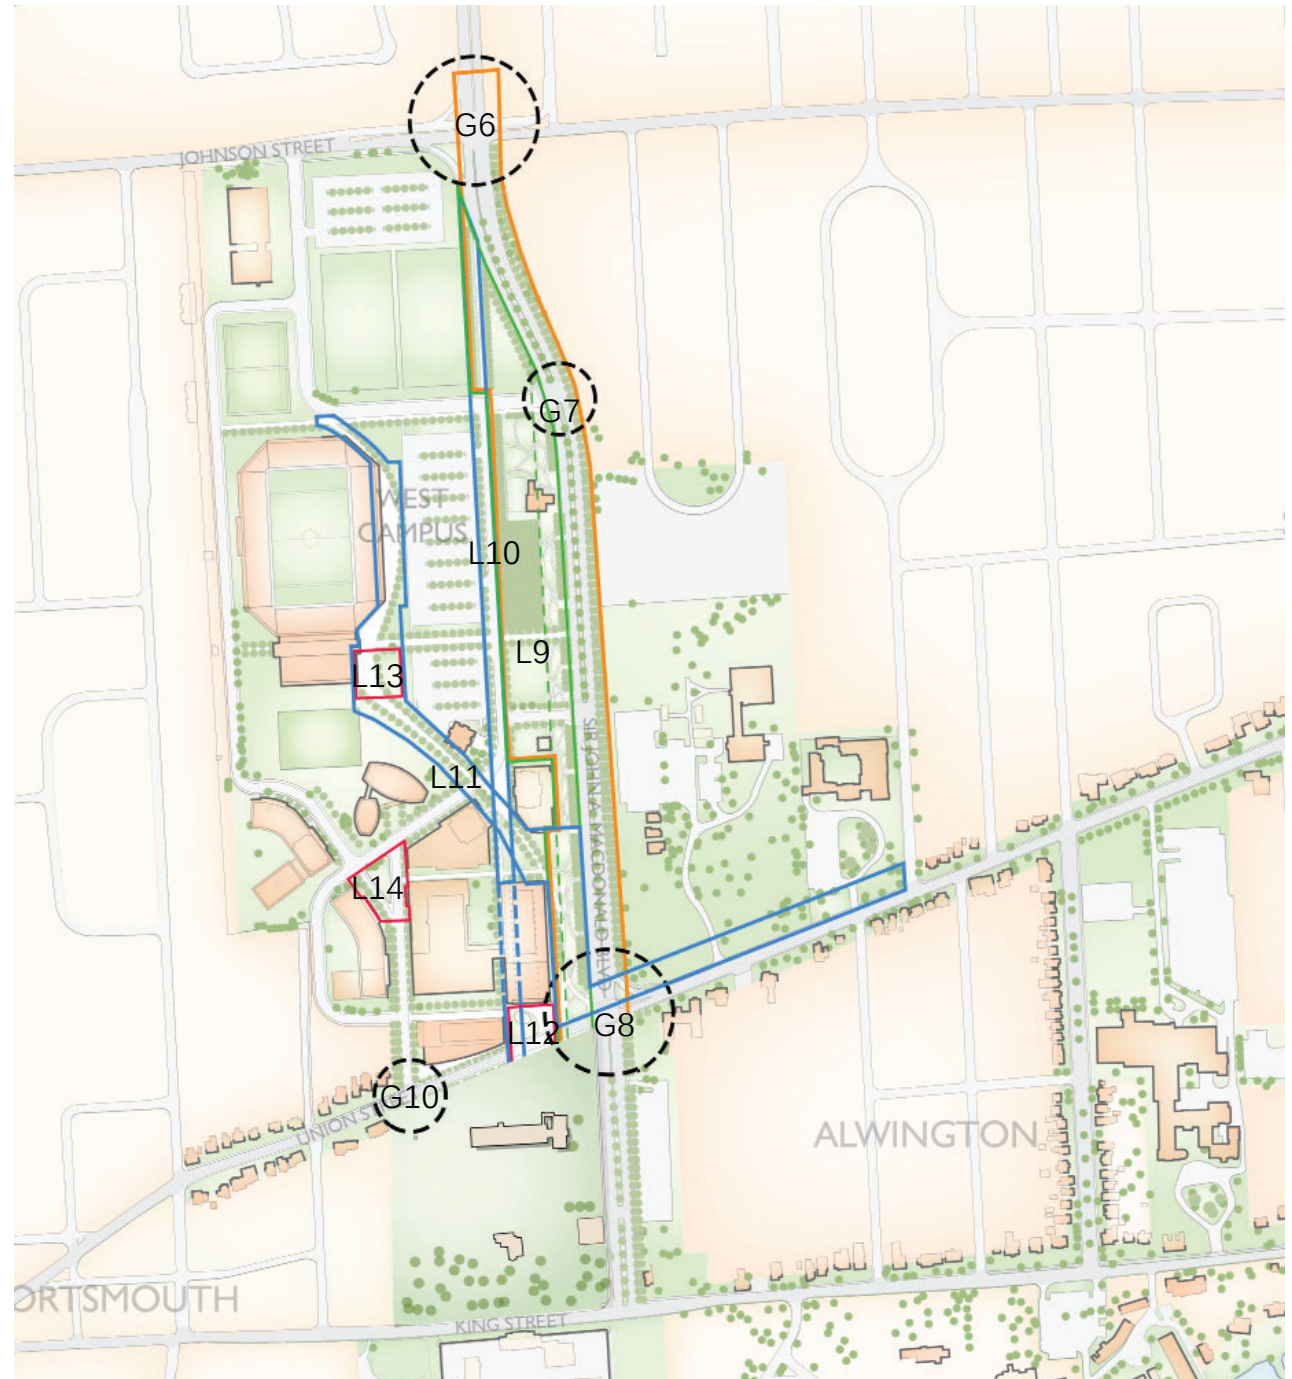 G6
JOHNSON STREET
G7
WEST
CAMPUS
L10
L9
L13
SIR JOHN A. MACDONALD BLVD
L11
L14
L12
G8
G10
UNION S
ALWINGTON
ORTSMOUTH
KING STREET